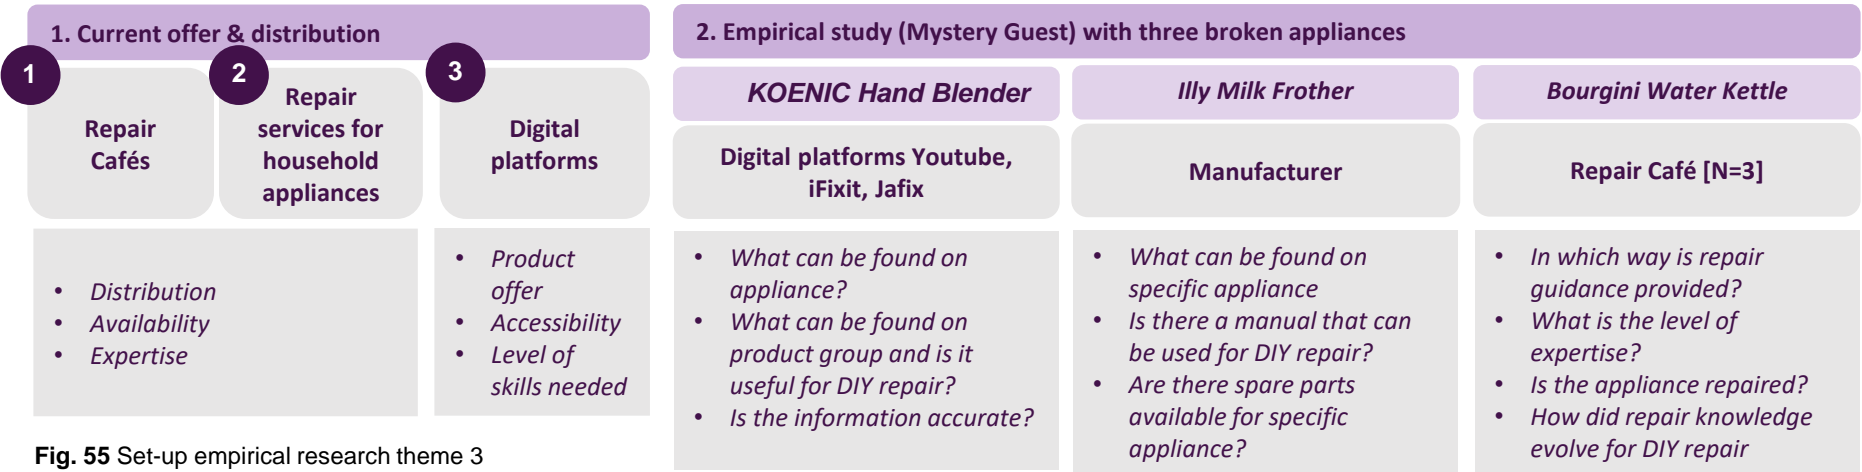 1. Current offer & distribution
1
Repair
Cafés
2
Repair
services for
household
appliances
3
Digital
platforms
• Distribution
• Availability
• Expertise
• Product
offer
• Accessibility
• Level of
skills needed
Fig. 55 Set-up empirical research theme 3
2. Empirical study (Mystery Guest) with three broken appliances
KOENIC Hand Blender
Digital platforms Youtube,
iFixit, Jafix
• What can be found on
appliance?
• What can be found on
product group and is it
useful for DIY repair?
• Is the information accurate?
Illy Milk Frother
Manufacturer
• What can be found on
specific appliance
• Is there a manual that can
be used for DIY repair?
• Are there spare parts
available for specific
appliance?
Bourgini Water Kettle
Repair Café [N=3]
• In which way is repair
guidance provided?
• What is the level of
expertise?
• Is the appliance repaired?
• How did repair knowledge
evolve for DIY repair